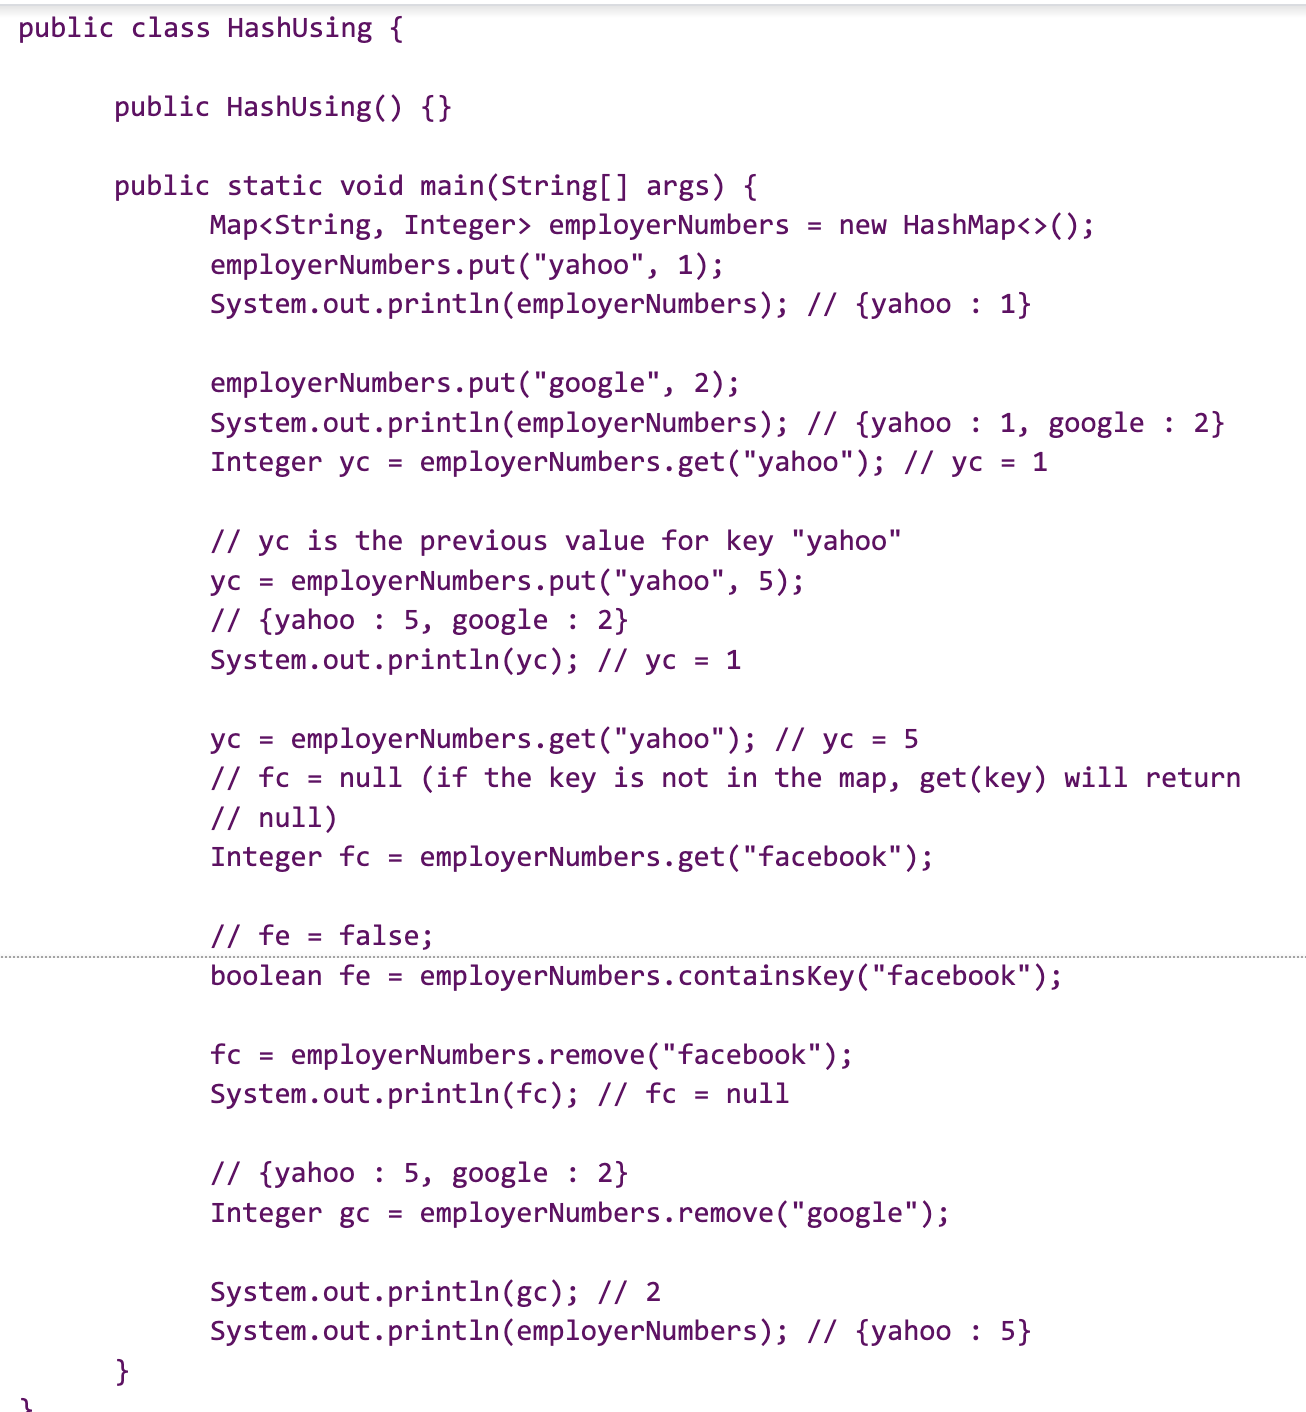 public class HashUsing {
public HashUsing() {}
public static void main(String[] args) {
Map<String, Integer> employerNumbers = new HashMap<>();
employerNumbers.put("yahoo", 1);
System.out.println(employerNumbers); // {yahoo : 1}
employerNumbers.put("google", 2);
System.out.println(employerNumbers); // {yahoo : 1, google : 2}
Integer yc = employerNumbers.get("yahoo"); // yc = 1
// yc is the previous value for key "yahoo"
yc = employerNumbers.put("yahoo", 5);
// {yahoo : 5, google : 2}
System.out.println(yc); // yc = 1
yc = employerNumbers.get("yahoo"); // yc = 5
// fc = null (if the key is not in the map, get(key) will return
// null)
Integer fc = employerNumbers.get("facebook");
// fe = false;
boolean fe = employerNumbers.containsKey("facebook");
fc = employerNumbers.remove("facebook");
System.out.println(fc); // fc = null
// {yahoo : 5, google : 2}
Integer gc = employerNumbers.remove("google");
System.out.println(gc); // 2
System.out.println(employerNumbers); // {yahoo : 5}
}
}